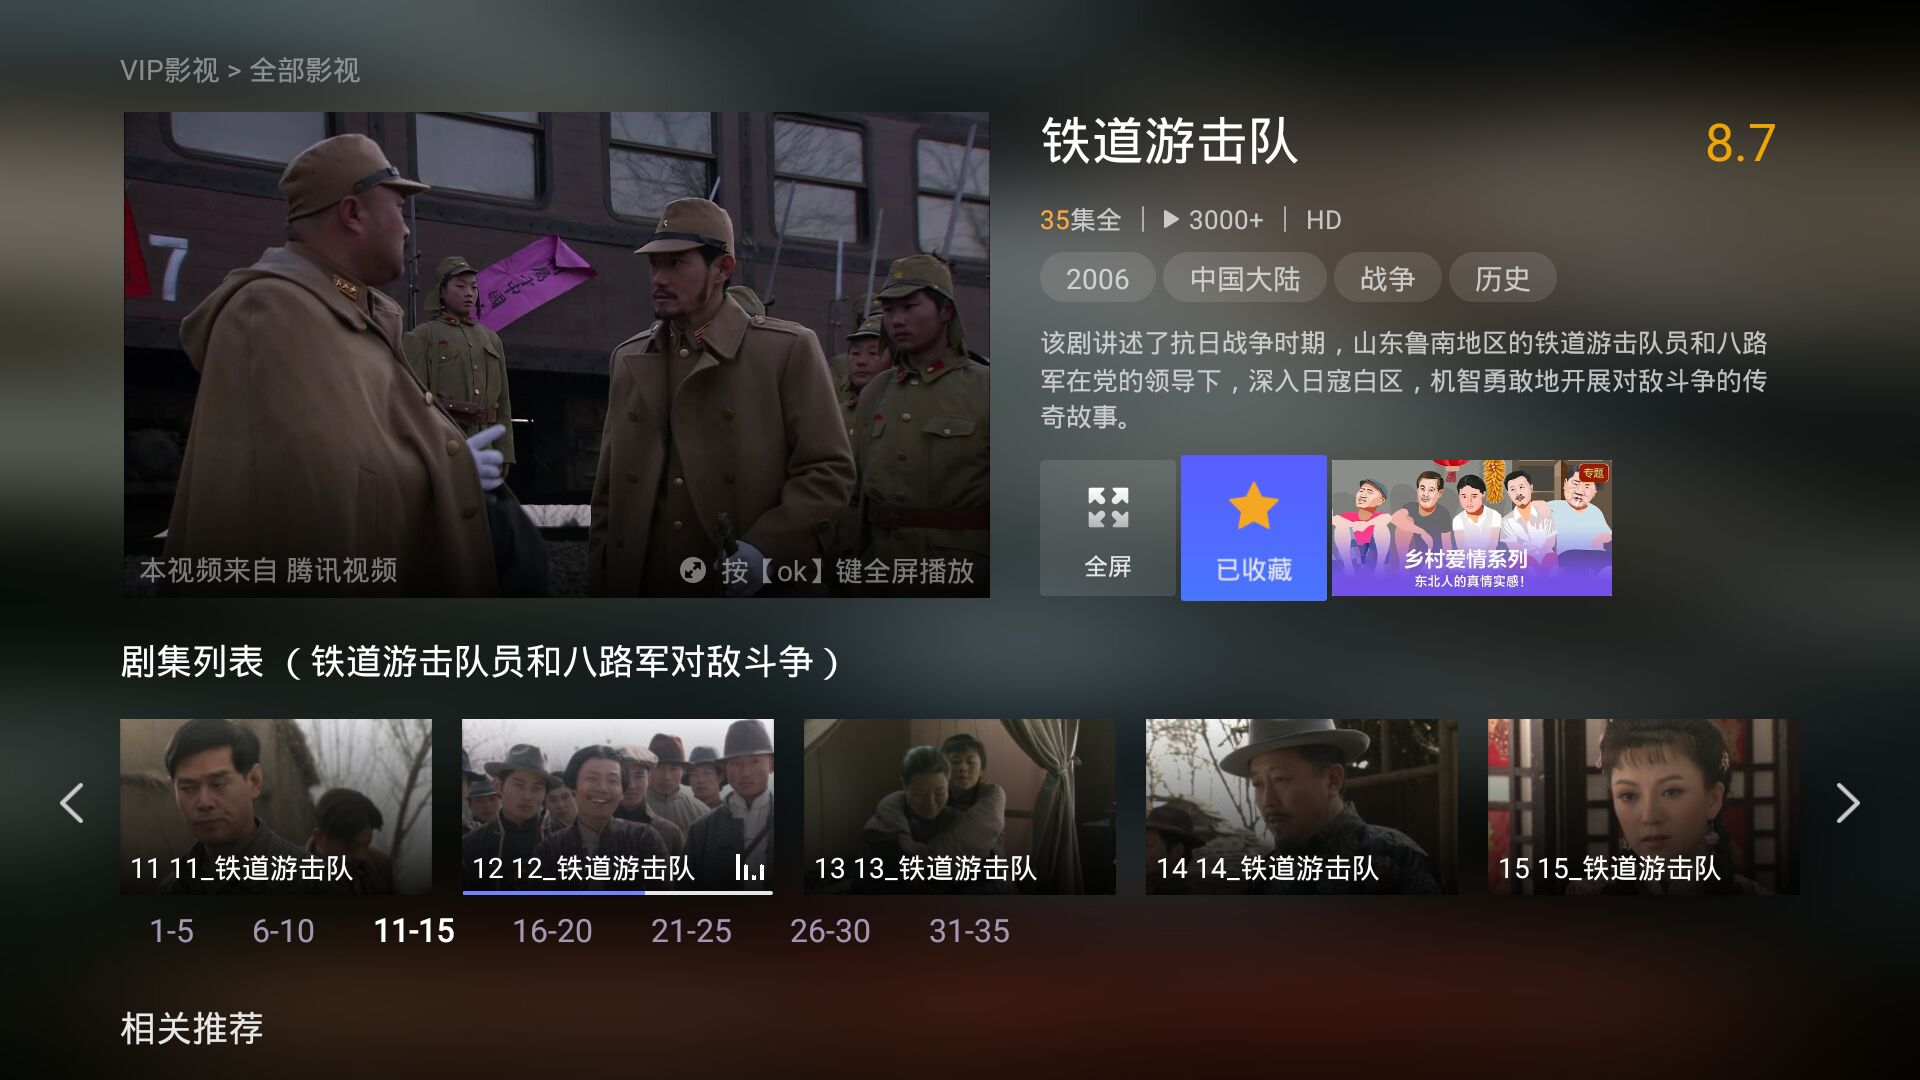 VIP影视 > 全部影视
铁道游击队
8.7
35集全 | 3000+ | HD
2006 中国大陆 战争 历史
该剧讲述了抗日战争时期，山东鲁南地区的铁道游击队员和八路
军在党的领导下，深入日寇白区，机智勇敢地开展对敌斗争的传
奇故事。
7
本视频来自 腾讯视频
按【ok】键全屏播放
全屏
已收藏
专题
乡村爱情系列
东北人的真情实感！
剧集列表 （铁道游击队员和八路军对敌斗争）
11 11_铁道游击队
12 12_铁道游击队
13 13_铁道游击队
14 14_铁道游击队
15 15_铁道游击队
1-5 6-10 11-15 16-20 21-25 26-30 31-35
相关推荐